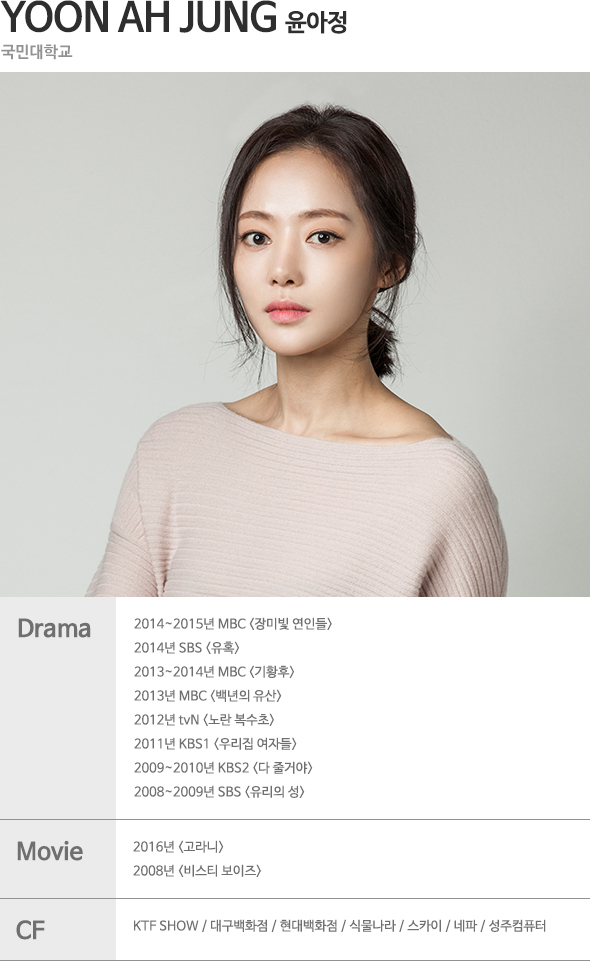 YOON AH JUNG 윤아정
국민대학교
Drama
2014~2015년 MBC <장미빛 연인들>
2014년 SBS <유혹>
2013~2014년 MBC <기황후>
2013년 MBC <백년의 유산>
2012년 tvN <노란 복수초>
2011년 KBS1 <우리집 여자들>
2009~2010년 KBS2 <다 줄거야>
2008~2009년 SBS <유리의 성>
Movie
2016년 <고라니>
2008년 <비스티 보이즈>
CF
KTF SHOW / 대구백화점 / 현대백화점 / 식물나라 / 스카이 / 네파 / 성주컴퓨터